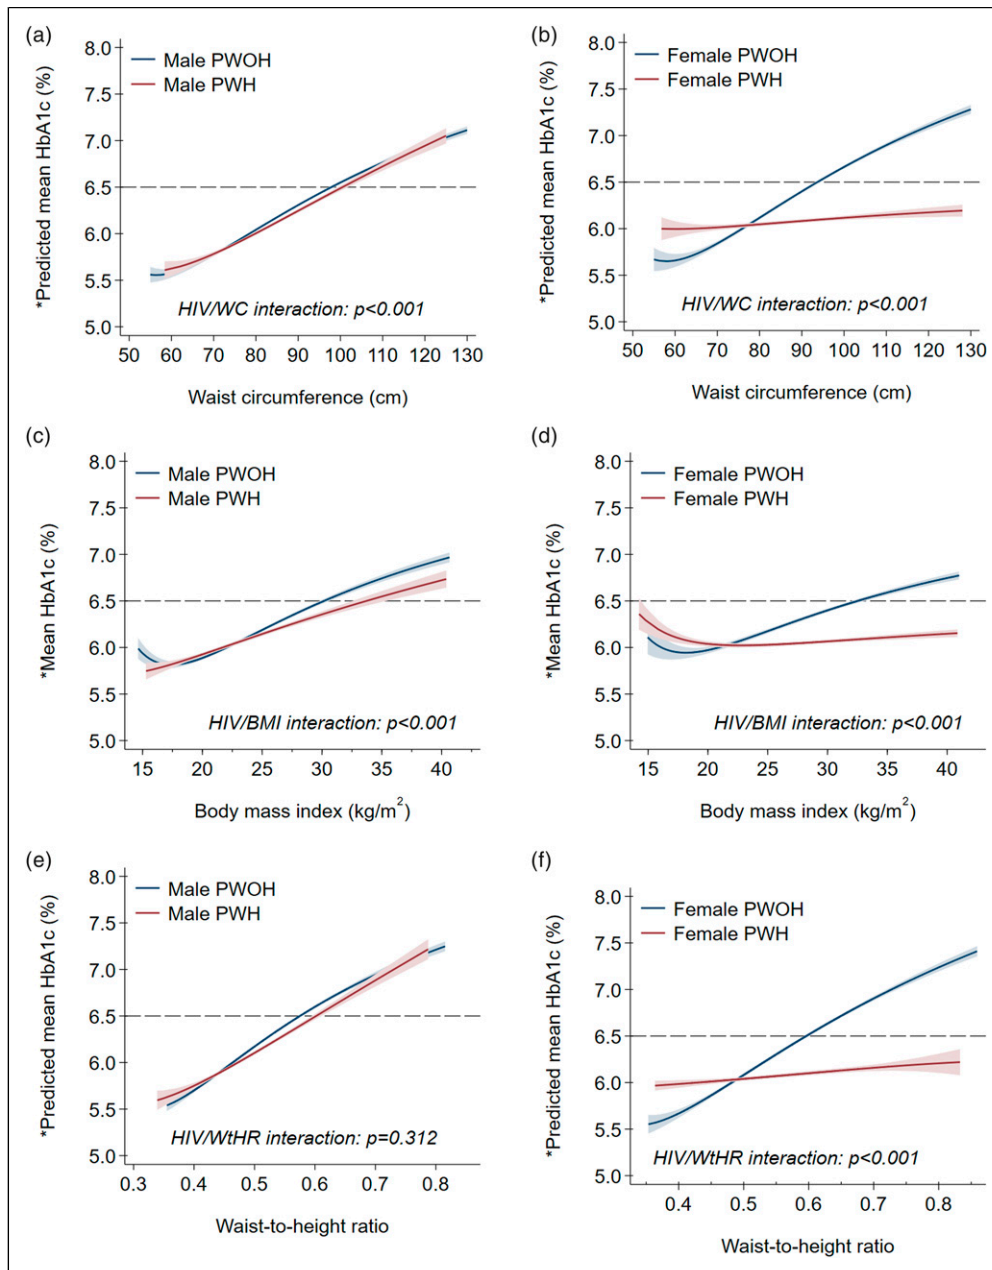 (a)
8.0
7.5
7.0
6.5
6.0
5.5
5.0
*Predicted mean HbA1c (%)
Male PWOH
Male PWH
HIV/WC interaction: p<0.001
50 60 70 80 90 100 110 120 130
Waist circumference (cm)
(b)
8.0
7.5
7.0
6.5
6.0
5.5
5.0
*Predicted mean HbA1c (%)
Female PWOH
Female PWH
HIV/WC interaction: p<0.001
50 60 70 80 90 100 110 120 130
Waist circumference (cm)
(c)
8.0
7.5
7.0
6.5
6.0
5.5
5.0
*Mean HbA1c (%)
Male PWOH
Male PWH
HIV/BMI interaction: p<0.001
15 20 25 30 35 40
Body mass index (kg/m²)
(d)
8.0
7.5
7.0
6.5
6.0
5.5
5.0
*Mean HbA1c (%)
Female PWOH
Female PWH
HIV/BMI interaction: p<0.001
15 20 25 30 35 40
Body mass index (kg/m²)
(e)
8.0
7.5
7.0
6.5
6.0
5.5
5.0
*Predicted mean HbA1c (%)
Male PWOH
Male PWH
HIV/WtHR interaction: p=0.312
0.3 0.4 0.5 0.6 0.7 0.8
Waist-to-height ratio
(f)
8.0
7.5
7.0
6.5
6.0
5.5
5.0
*Predicted mean HbA1c (%)
Female PWOH
Female PWH
HIV/WtHR interaction: p<0.001
0.4 0.5 0.6 0.7 0.8
Waist-to-height ratio